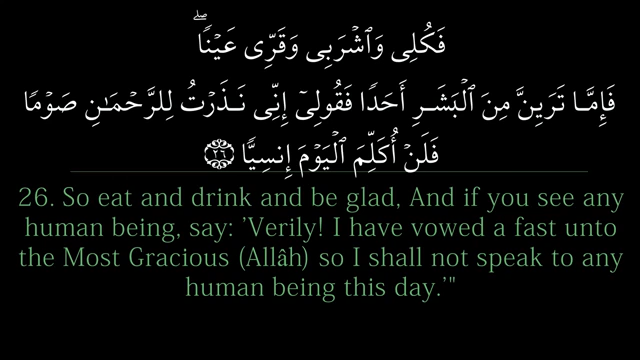 فَكُلِى وَٱشْرَبِى وَقَرِّى عَيْنًا ۖ
فَإِمَّا تَرَيِنَّ مِنَ ٱلْبَشَرِ أَحَدًا فَقُولِىٓ إِنِّى نَذَرْتُ لِلرَّحْمَـٰنِ صَوْمًا
فَلَنْ أُكَلِّمَ ٱلْيَوْمَ إِنسِيًّا ٢٦
26. So eat and drink and be glad, And if you see any
human being, say: ’Verily! I have vowed a fast unto
the Most Gracious (Allâh) so I shall not speak to any
human being this day.’"